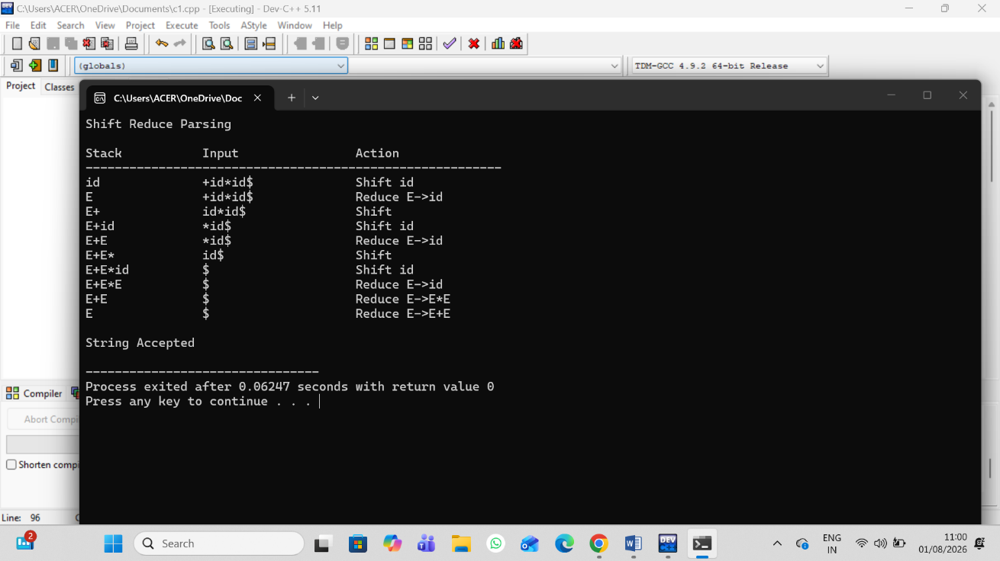 C:\Users\ACER\OneDrive\Documents\c1.cpp - [Executing] - Dev-C++ 5.11
File Edit Search View Project Execute Tools AStyle Window Help
(globals) TDM-GCC 4.9.2 64-bit Release
Project Classes
C:\Users\ACER\OneDrive\Doc
Shift Reduce Parsing
Stack Input Action
------------------------------------------------------------
id +id*id$ Shift id
E +id*id$ Reduce E->id
E+ id*id$ Shift
E+id *id$ Shift id
E+E *id$ Reduce E->id
E+E* id$ Shift
E+E*id $ Shift id
E+E*E $ Reduce E->id
E+E $ Reduce E->E*E
E $ Reduce E->E+E
String Accepted
--------------------------------
Process exited after 0.06247 seconds with return value 0
Press any key to continue . . .
Compiler
Abort Compi
Shorten compi
Line: 96
2
Search
DEV
ENG
IN
11:00
01/08/2026